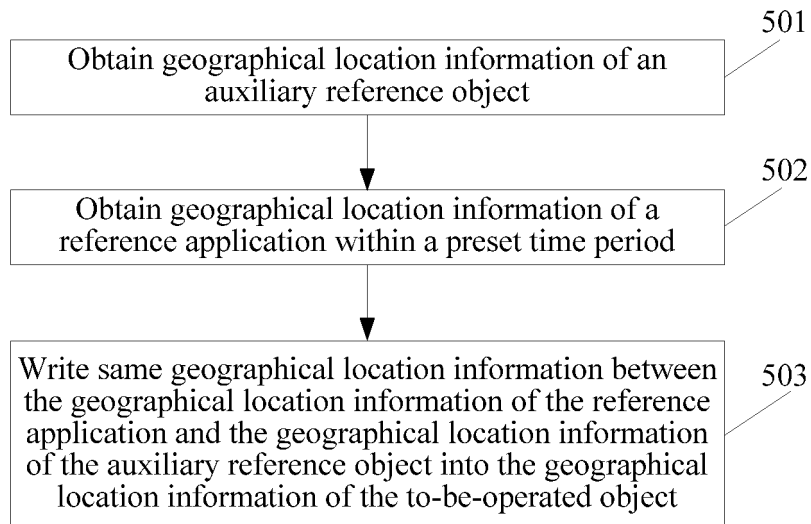 501
Obtain geographical location information of an
auxiliary reference object
502
Obtain geographical location information of a
reference application within a preset time period
503
Write same geographical location information between
the geographical location information of the reference
application and the geographical location information
of the auxiliary reference object into the geographical
location information of the to-be-operated object